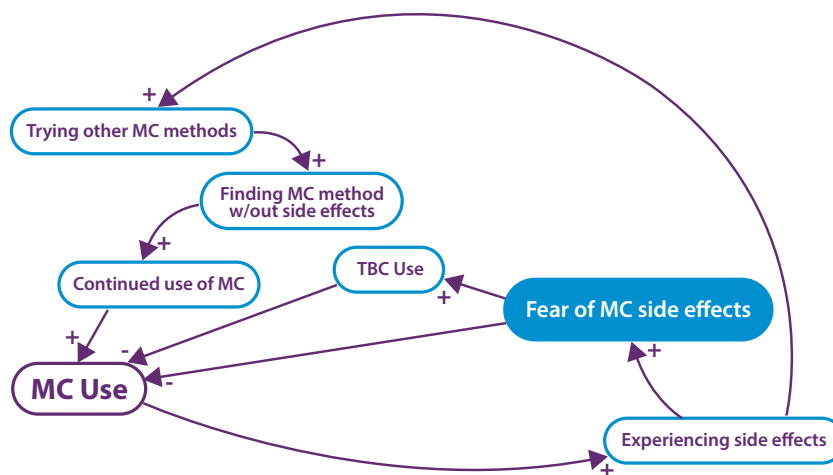 +
Trying other MC methods
+
Finding MC method
w/out side effects
+
Continued use of MC
TBC Use
+
Fear of MC side effects
+
-
-
MC Use
+
Experiencing side effects
+